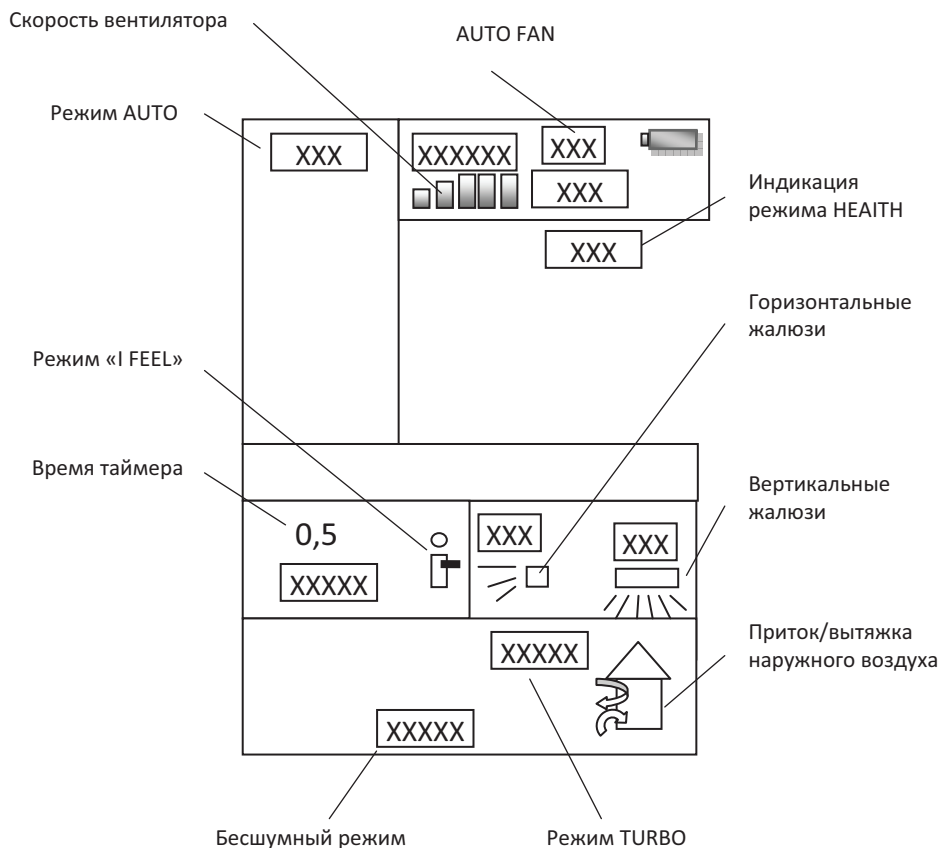 Скорость вентилятора
AUTO FAN
Режим AUTO
XXX
XXXXXX
XXX
XXX
Индикация
режима HEAITH
XXX
Горизонтальные
жалюзи
Режим «I FEEL»
Время таймера
Вертикальные
жалюзи
0,5
XXX
XXX
XXXXX
Приток/вытяжка
наружного воздуха
XXXXX
XXXXX
Бесшумный режим
Режим TURBO